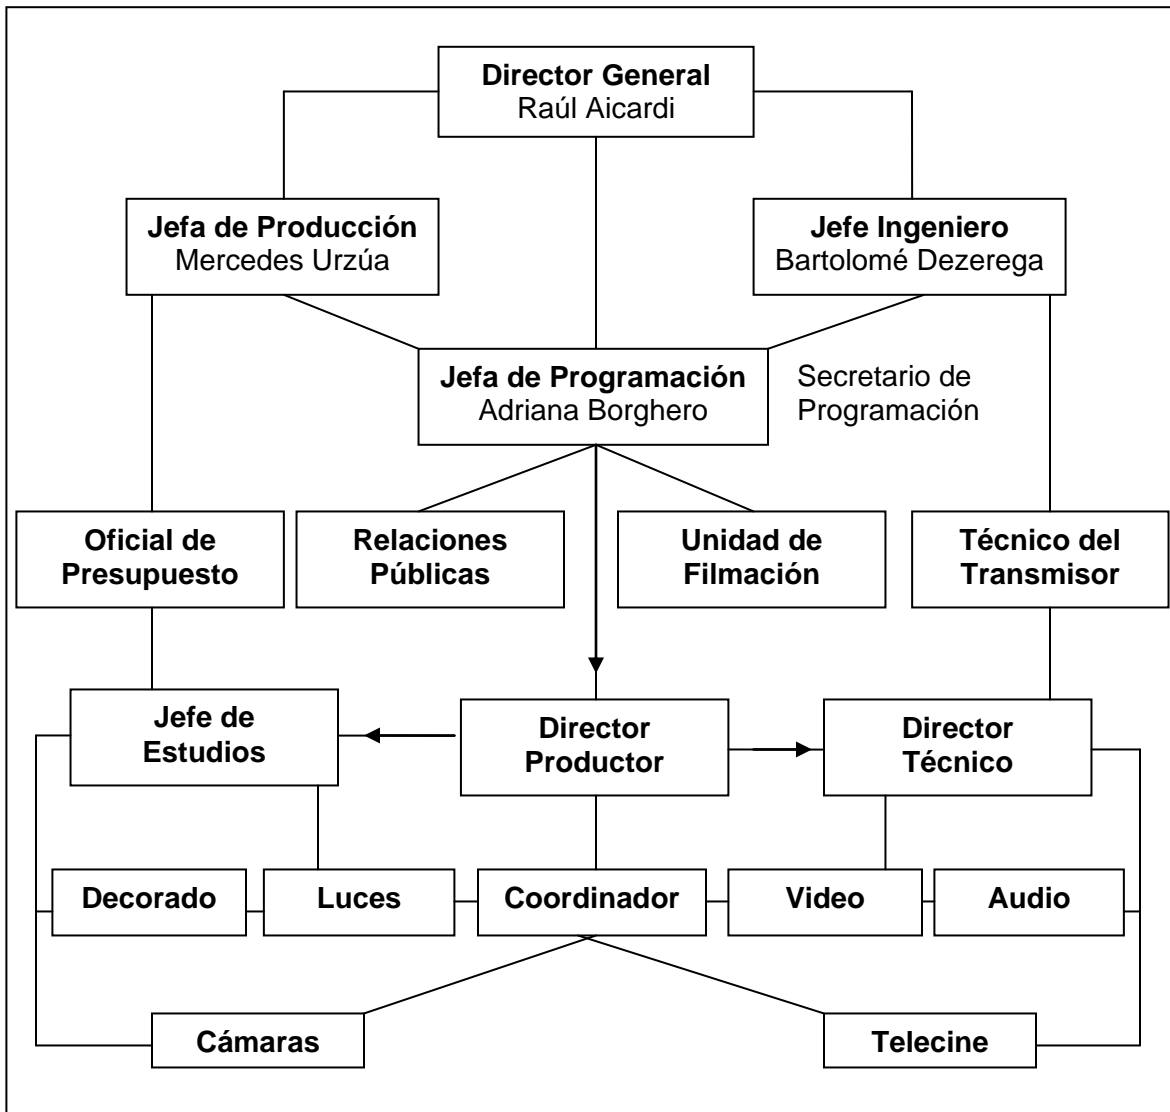 Director General
Raúl Aicardi
Jefa de Producción
Mercedes Urzúa
Jefe Ingeniero
Bartolomé Dezerega
Jefa de Programación
Adriana Borghero
Secretario de
Programación
Oficial de
Presupuesto
Relaciones
Públicas
Unidad de
Filmación
Técnico del
Transmisor
Jefe de
Estudios
Director
Productor
Director
Técnico
Decorado
Luces
Coordinador
Video
Audio
Cámaras
Telecine